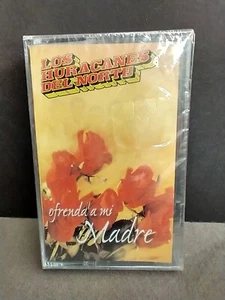 LOS
HURACANES
DEL NORTE
ofrenda a mi
Madre